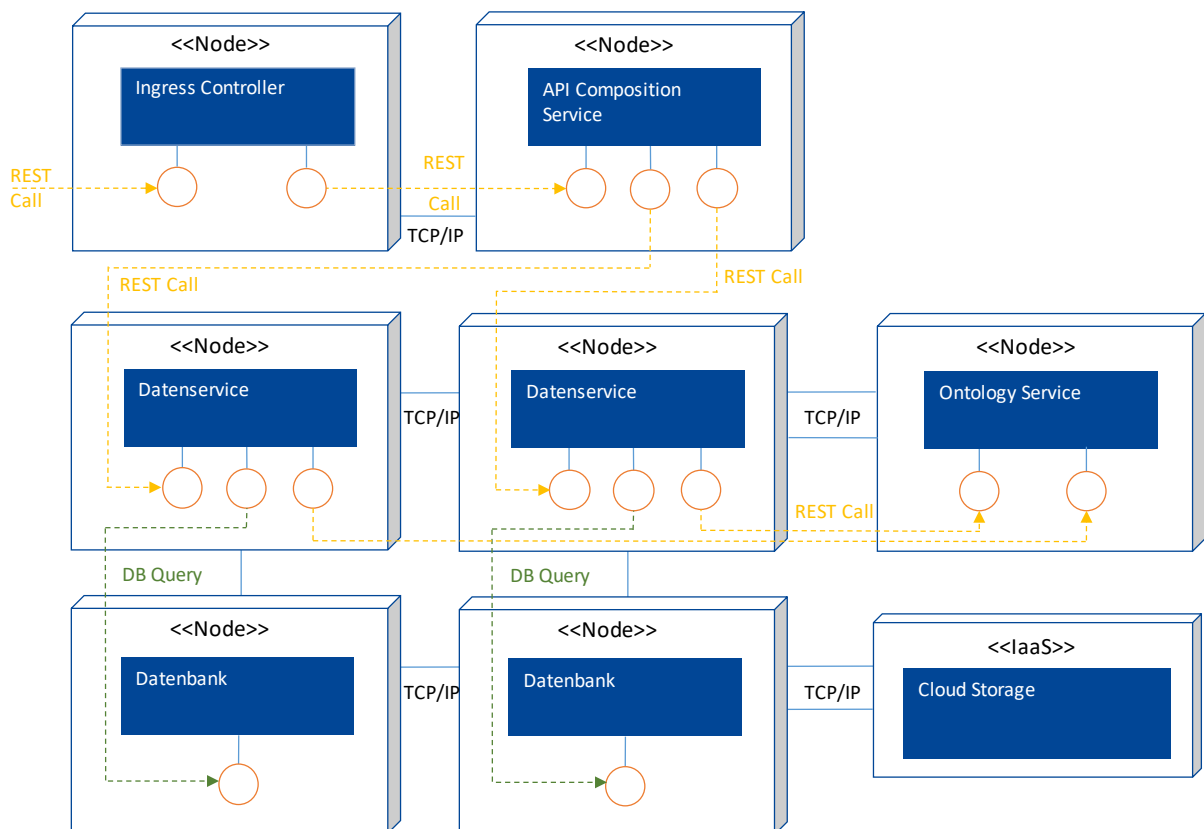 <<Node>>
<<Node>>
Ingress Controller
API Composition
Service
REST
Call
REST
Call
TCP/IP
REST Call
REST Call
<<Node>>
<<Node>>
<<Node>>
Datenservice
Datenservice
Ontology Service
TCP/IP
TCP/IP
REST Call
DB Query
DB Query
<<Node>>
<<Node>>
<<IaaS>>
Datenbank
Datenbank
Cloud Storage
TCP/IP
TCP/IP